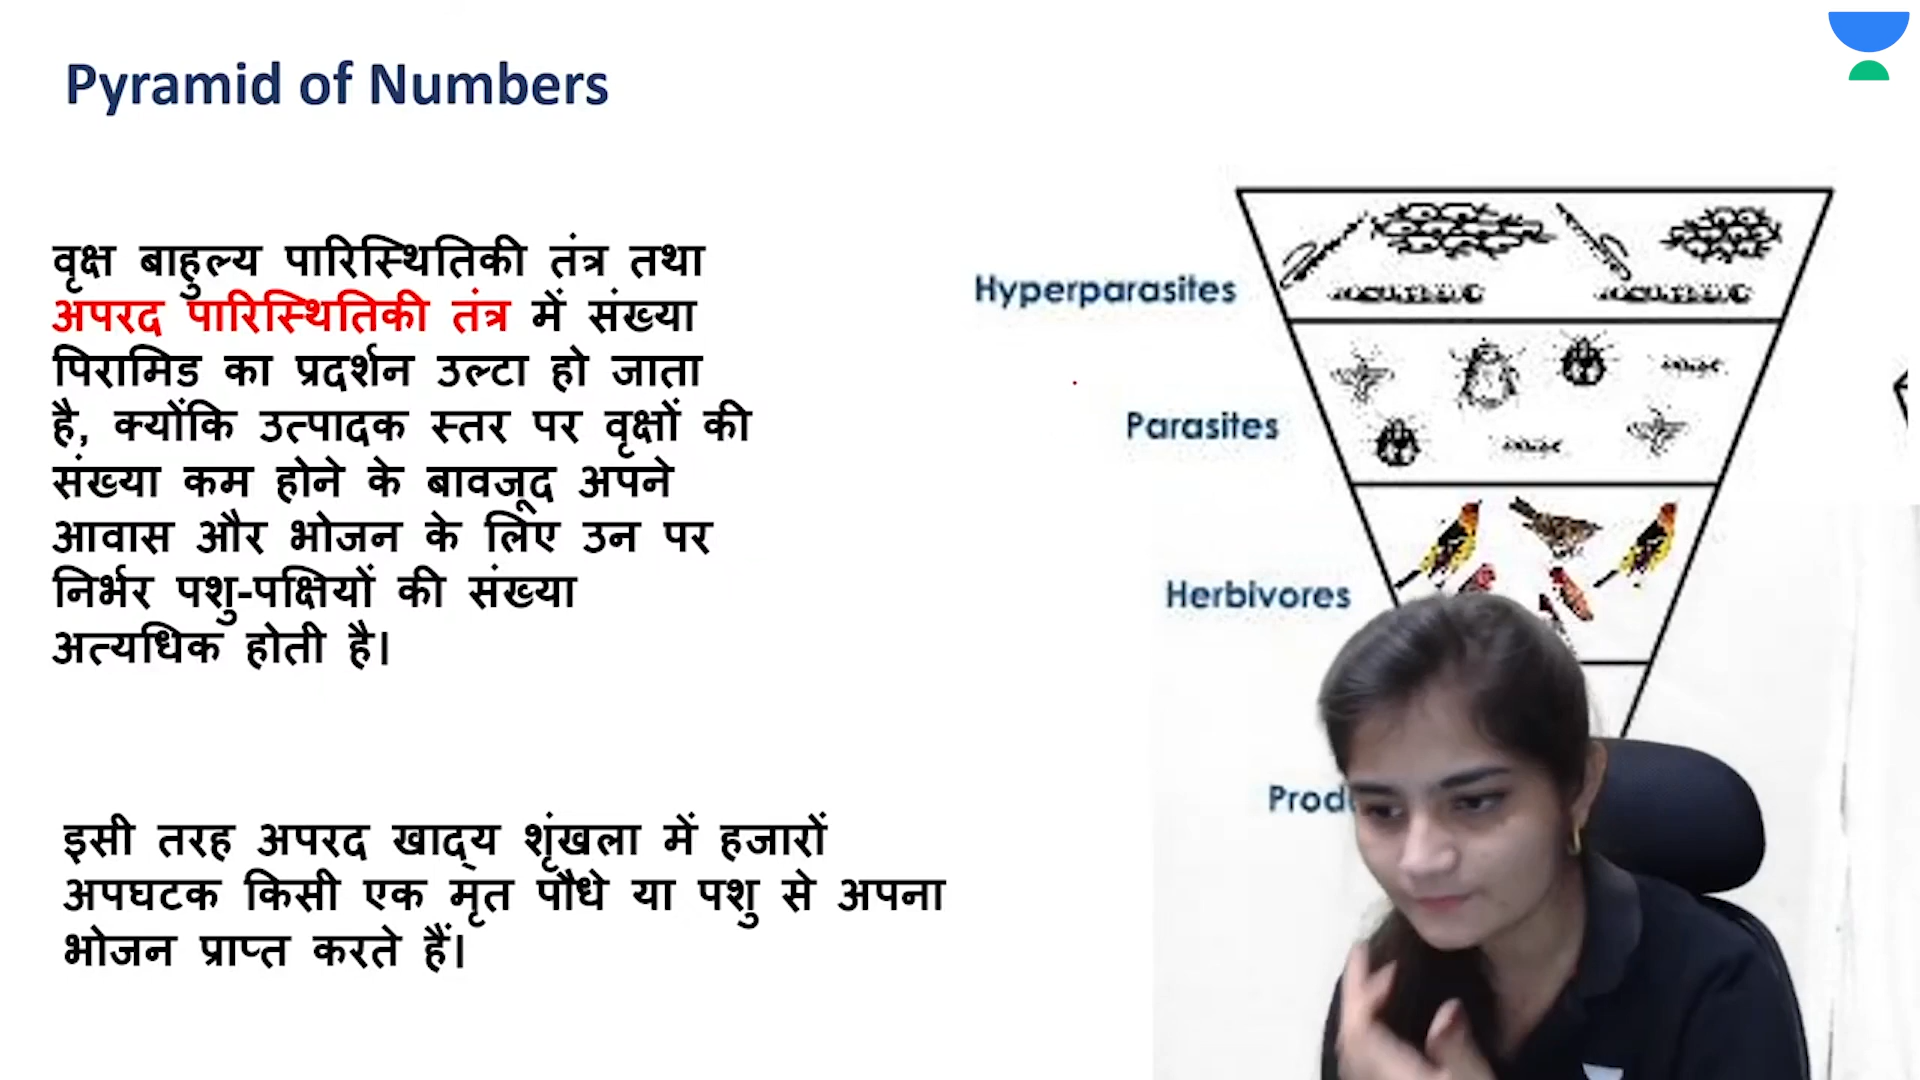 Pyramid of Numbers
वृक्ष बाहुल्य पारिस्थितिकी तंत्र तथा
अपरद पारिस्थितिकी तंत्र में संख्या
पिरामिड का प्रदर्शन उल्टा हो जाता
है, क्योंकि उत्पादक स्तर पर वृक्षों की
संख्या कम होने के बावजूद अपने
आवास और भोजन के लिए उन पर
निर्भर पशु-पक्षियों की संख्या
अत्यधिक होती है।
इसी तरह अपरद खाद्य शृंखला में हजारों
अपघटक किसी एक मृत पौधे या पशु से अपना
भोजन प्राप्त करते हैं।
Hyperparasites
Parasites
Herbivores